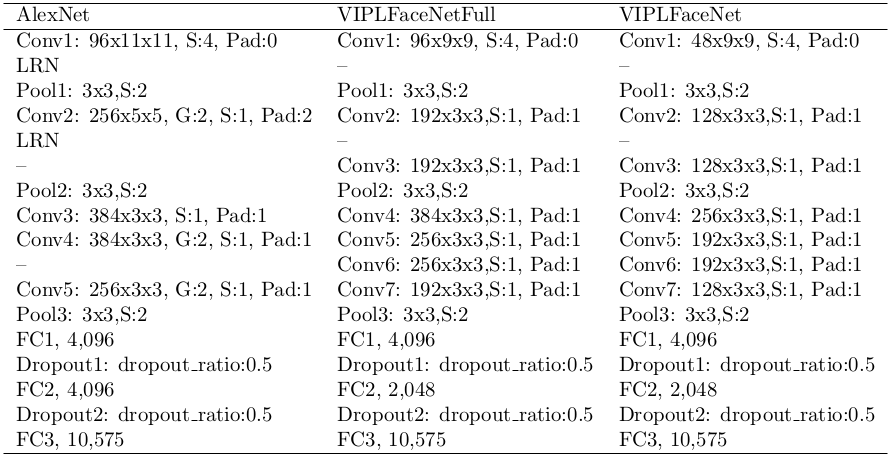 AlexNet VIPLFaceNetFull VIPLFaceNet
Conv1: 96x11x11, S:4, Pad:0 Conv1: 96x9x9, S:4, Pad:0 Conv1: 48x9x9, S:4, Pad:0
LRN – –
Pool1: 3x3,S:2 Pool1: 3x3,S:2 Pool1: 3x3,S:2
Conv2: 256x5x5, G:2, S:1, Pad:2 Conv2: 192x3x3,S:1, Pad:1 Conv2: 128x3x3,S:1, Pad:1
LRN – –
– Conv3: 192x3x3,S:1, Pad:1 Conv3: 128x3x3,S:1, Pad:1
Pool2: 3x3,S:2 Pool2: 3x3,S:2 Pool2: 3x3,S:2
Conv3: 384x3x3, S:1, Pad:1 Conv4: 384x3x3,S:1, Pad:1 Conv4: 256x3x3,S:1, Pad:1
Conv4: 384x3x3, G:2, S:1, Pad:1 Conv5: 256x3x3,S:1, Pad:1 Conv5: 192x3x3,S:1, Pad:1
– Conv6: 256x3x3,S:1, Pad:1 Conv6: 192x3x3,S:1, Pad:1
Conv5: 256x3x3, G:2, S:1, Pad:1 Conv7: 192x3x3,S:1, Pad:1 Conv7: 128x3x3,S:1, Pad:1
Pool3: 3x3,S:2 Pool3: 3x3,S:2 Pool3: 3x3,S:2
FC1, 4,096 FC1, 4,096 FC1, 4,096
Dropout1: dropout_ratio:0.5 Dropout1: dropout_ratio:0.5 Dropout1: dropout_ratio:0.5
FC2, 4,096 FC2, 2,048 FC2, 2,048
Dropout2: dropout_ratio:0.5 Dropout2: dropout_ratio:0.5 Dropout2: dropout_ratio:0.5
FC3, 10,575 FC3, 10,575 FC3, 10,575